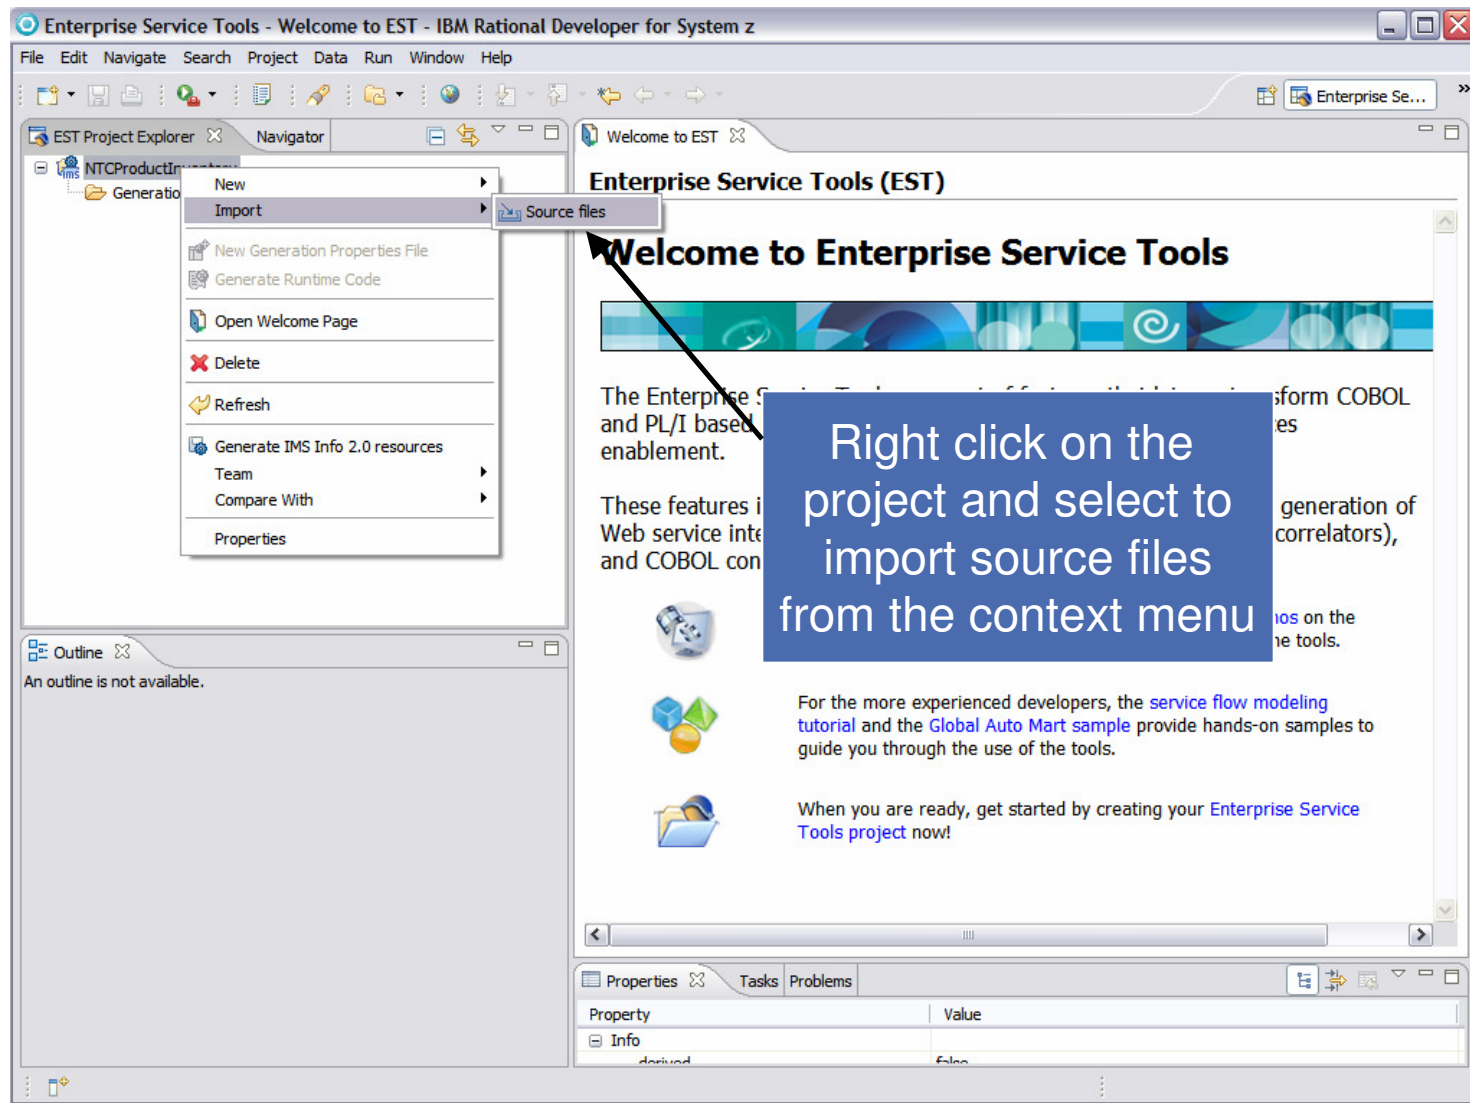 Enterprise Service Tools - Welcome to EST - IBM Rational Developer for System z
File Edit Navigate Search Project Data Run Window Help
Enterprise Se...
EST Project Explorer
Navigator
NTCProductInventory
Generatio
New
Import
Source files
New Generation Properties File
Generate Runtime Code
Open Welcome Page
Delete
Refresh
Generate IMS Info 2.0 resources
Team
Compare With
Properties
Outline
An outline is not available.
Welcome to EST
Enterprise Service Tools (EST)
Welcome to Enterprise Service Tools
The Enterprise
sform COBOL
and PL/I based
enablement.
These features
generation of
Web service
correlators),
and COBOL
Right click on the
project and select to
import source files
from the context menu
on the
tools.
For the more experienced developers, the service flow modeling
tutorial and the Global Auto Mart sample provide hands-on samples to
guide you through the use of the tools.
When you are ready, get started by creating your Enterprise Service
Tools project now!
Properties
Tasks
Problems
Property
Value
Info
derived
false